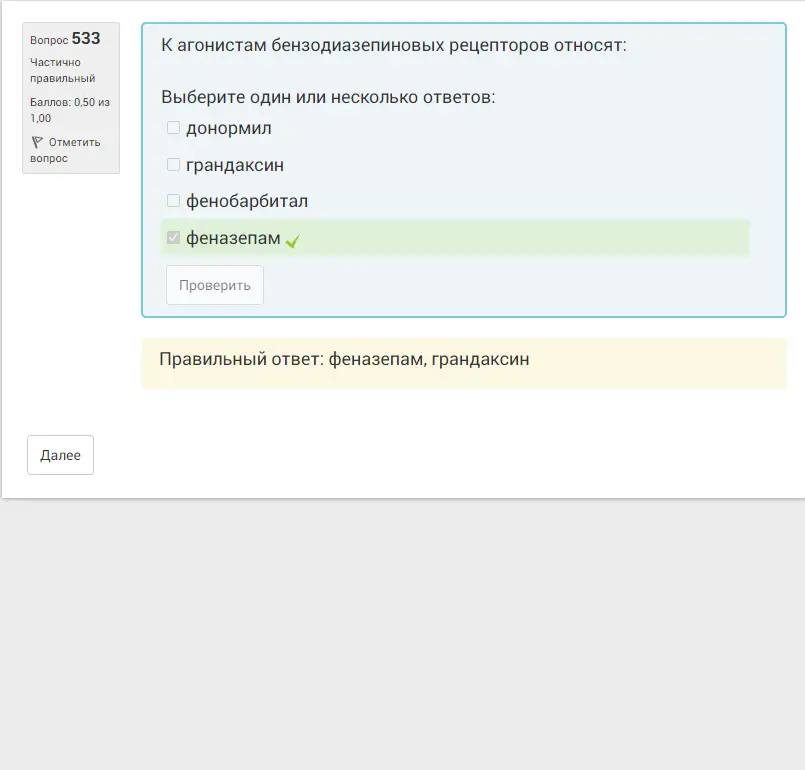 Вопрос 533
Частично
правильный
Баллов: 0,50 из
1,00
Отметить
вопрос
К агонистам бензодиазепиновых рецепторов относят:
Выберите один или несколько ответов:
донормил
грандаксин
фенобарбитал
феназепам
Проверить
Правильный ответ: феназепам, грандаксин
Далее